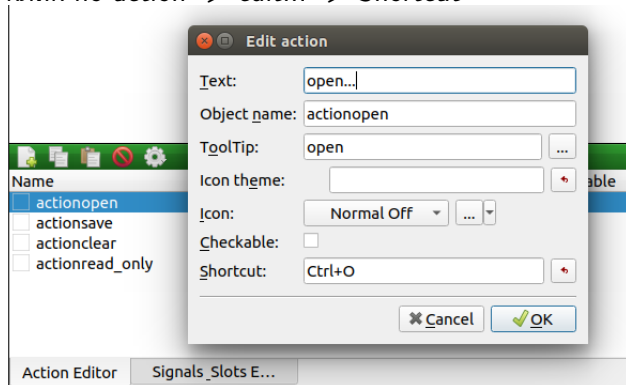 Edit action
Text: open...
Object name: actionopen
ToolTip: open ...
Icon theme:
Name able
actionopen
Icon: Normal Off ...
actionsave
actionclear
Checkable:
actionread_only
Shortcut: Ctrl+O
Cancel OK
Action Editor Signals_Slots E...